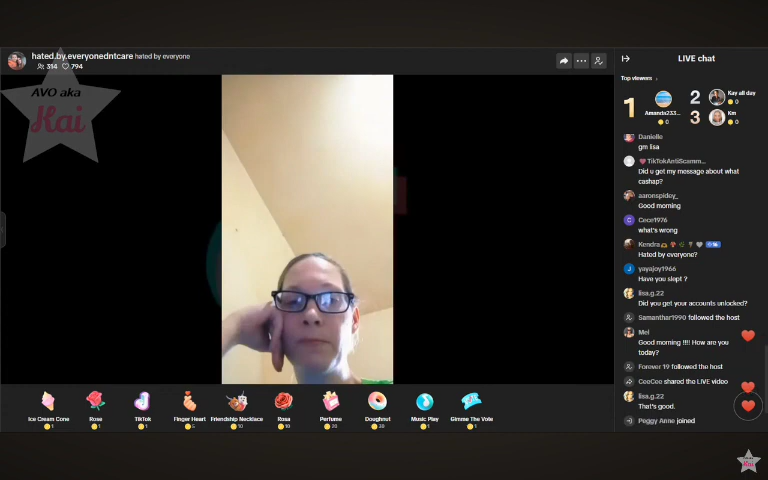 hated.by.everyonedntcare hated by everyone
314 794
AVO aka
Kai
LIVE chat
Top viewers
1
Amanda233...
0
2
Kay all day
0
3
Km
0
Danielle
gm lisa
TikTokAntiScamm...
Did u get my message about what
cashap?
aaronspidey_
Good morning
C
Cece1976
what's wrong
Kendra
Hated by everyone?
J
yayajoy1966
Have you slept ?
lisa.g.22
Did you get your accounts unlocked?
Samanthar1990 followed the host
Mel
Good morning !!!! How are you
today?
Forever 19 followed the host
CeeCee shared the LIVE video
lisa.g.22
That's good.
Peggy Anne joined
Ice Cream Cone
1
Rose
1
TikTok
1
Finger Heart
5
Friendship Necklace
10
Rosa
10
Perfume
20
Doughnut
30
Music Play
1
Gimme The Vote
1
Kai